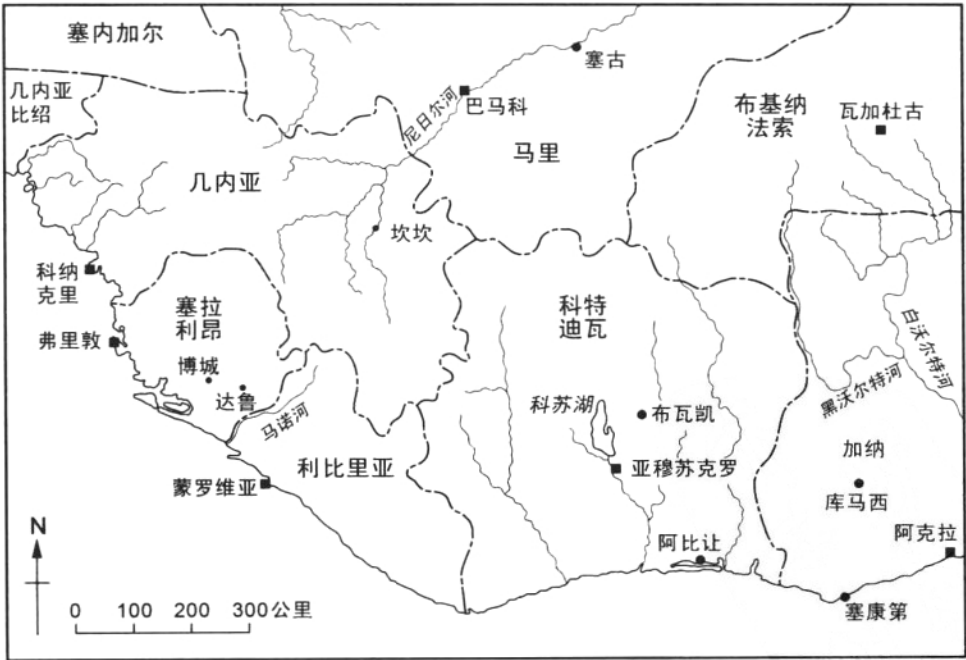 塞内加尔
塞古
几内亚
比绍
尼日尔河
巴马科
布基纳
法索
瓦加杜古
马里
几内亚
坎坎
科纳
克里
塞拉
利昂
科特
迪瓦
弗里敦
白沃尔特河
博城
达鲁
黑沃尔特河
马诺河
科苏湖
布瓦凯
利比里亚
亚穆苏克罗
加纳
蒙罗维亚
库马西
N
阿比让
阿克拉
0 100 200 300公里
塞康第